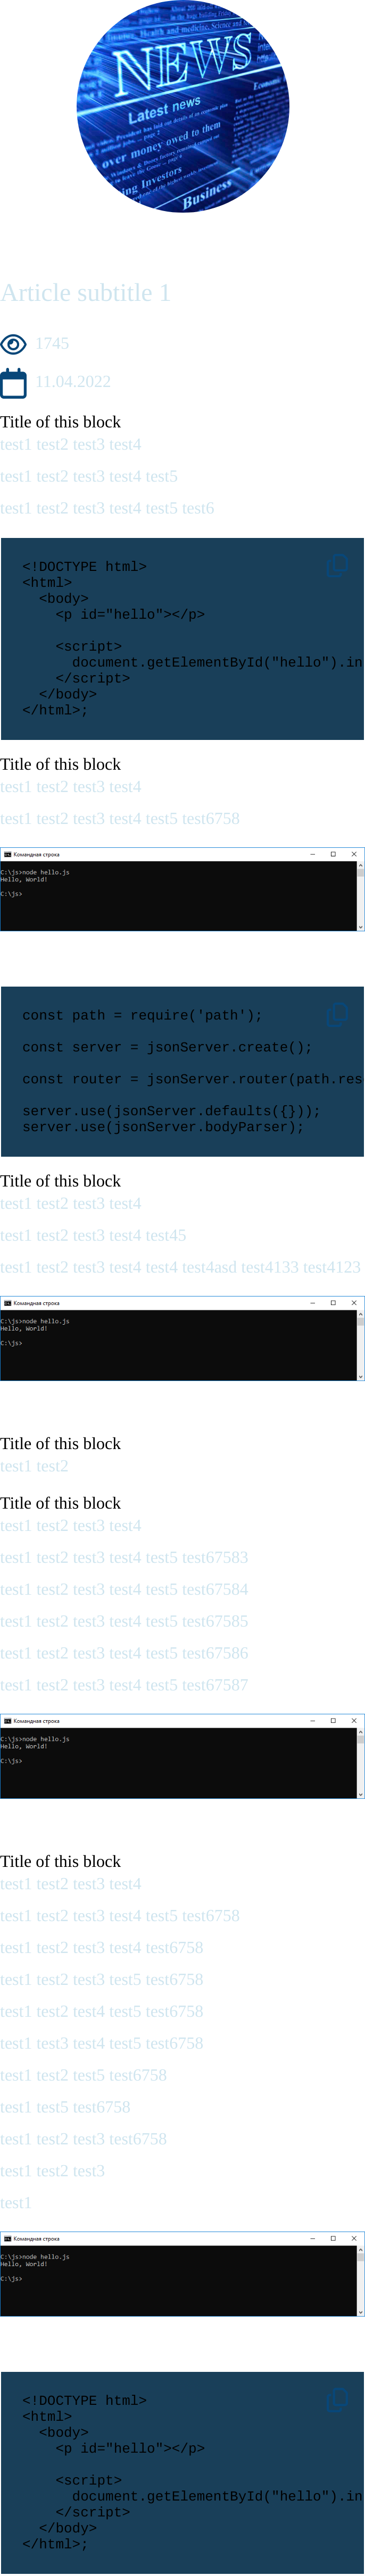 By Health in Medicine, science, and
NEWS
Latest news
Economic
over money owed to them
Investors
Business
Article subtitle 1
1745
11.04.2022
Title of this block
test1 test2 test3 test4
test1 test2 test3 test4 test5
test1 test2 test3 test4 test5 test6
<!DOCTYPE html>
<html>
  <body>
    <p id="hello"></p>

    <script>
      document.getElementById("hello").in
    </script>
  </body>
</html>;
Title of this block
test1 test2 test3 test4
test1 test2 test3 test4 test5 test6758
Командная строка
C:\js>node hello.js
Hello, World!
C:\js>
const path = require('path');
const server = jsonServer.create();
const router = jsonServer.router(path.res
server.use(jsonServer.defaults({}));
server.use(jsonServer.bodyParser);
Title of this block
test1 test2 test3 test4
test1 test2 test3 test4 test45
test1 test2 test3 test4 test4 test4asd test4133 test4123
Командная строка
C:\js>node hello.js
Hello, World!
C:\js>
Title of this block
test1 test2
Title of this block
test1 test2 test3 test4
test1 test2 test3 test4 test5 test67583
test1 test2 test3 test4 test5 test67584
test1 test2 test3 test4 test5 test67585
test1 test2 test3 test4 test5 test67586
test1 test2 test3 test4 test5 test67587
Командная строка
C:\js>node hello.js
Hello, World!
C:\js>
Title of this block
test1 test2 test3 test4
test1 test2 test3 test4 test5 test6758
test1 test2 test3 test4 test6758
test1 test2 test3 test5 test6758
test1 test2 test4 test5 test6758
test1 test3 test4 test5 test6758
test1 test2 test5 test6758
test1 test5 test6758
test1 test2 test3 test6758
test1 test2 test3
test1
Командная строка
C:\js>node hello.js
Hello, World!
C:\js>
<!DOCTYPE html>
<html>
  <body>
    <p id="hello"></p>

    <script>
      document.getElementById("hello").in
    </script>
  </body>
</html>;